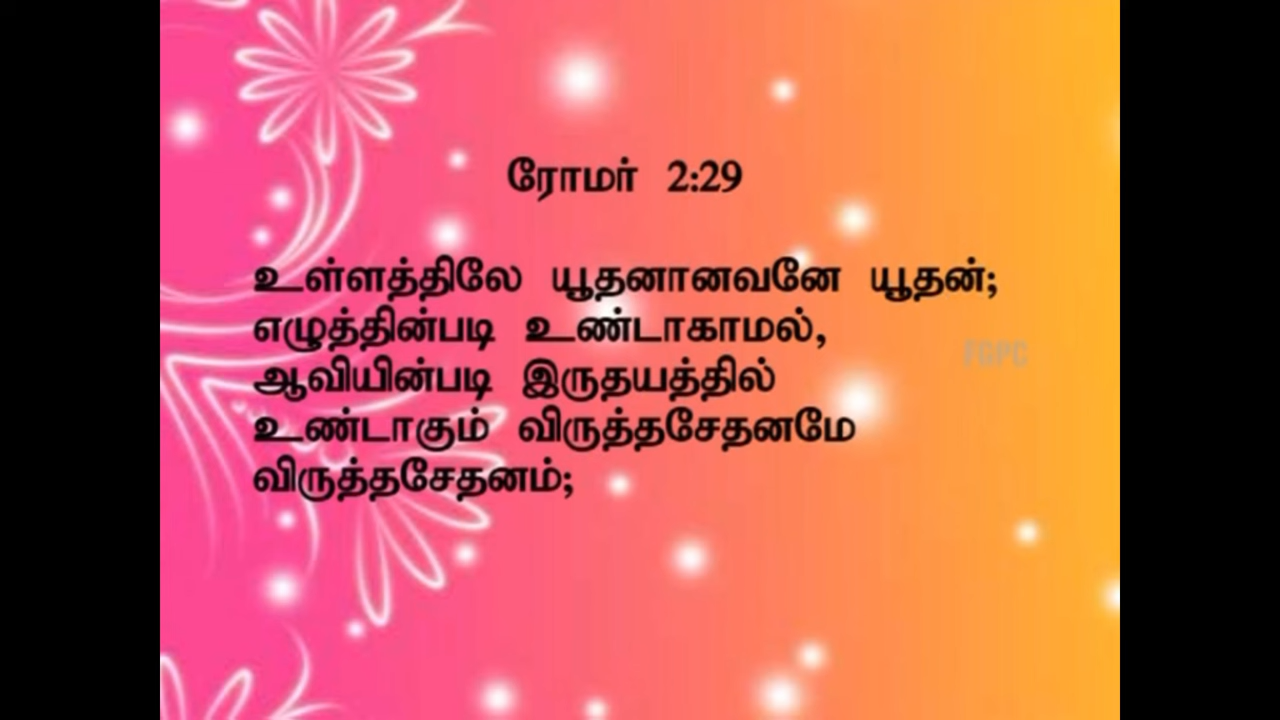 ரோமர் 2:29
உள்ளத்திலே யூதனானவனே யூதன்;
எழுத்தின்படி உண்டாகாமல்,
FGPC
ஆவியின்படி இருதயத்தில்
உண்டாகும் விருத்தசேதனமே
விருத்தசேதனம்;